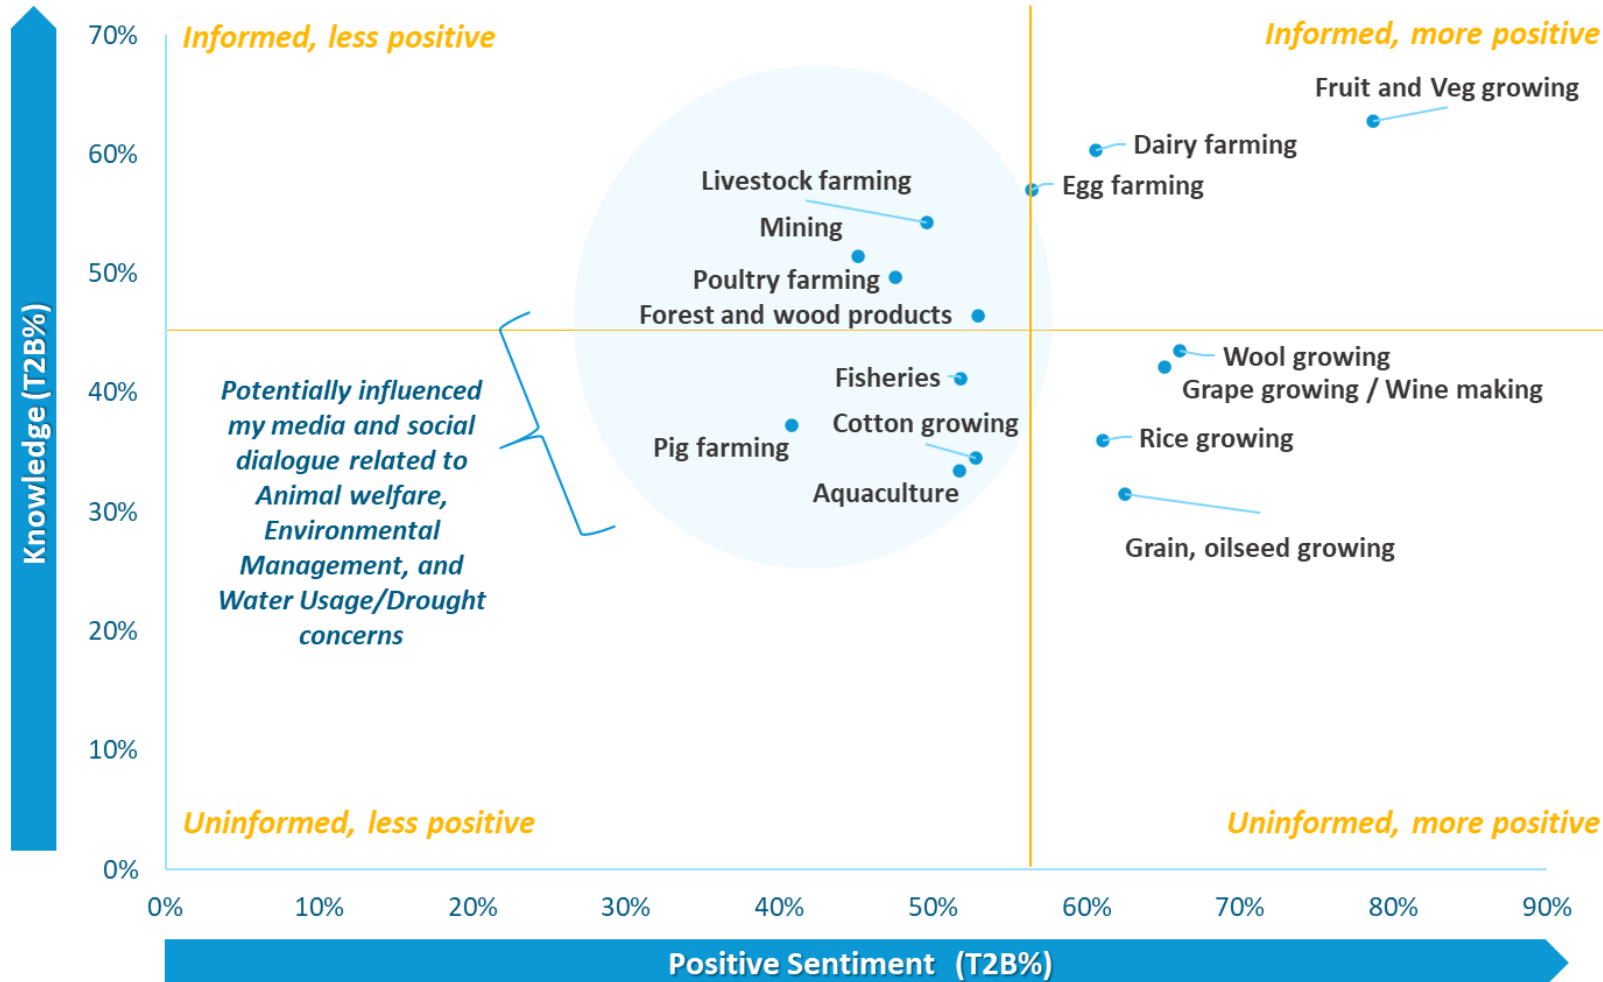 Knowledge (T2B%)
70%
60%
50%
40%
30%
20%
10%
0%
Informed, less positive
Informed, more positive
Fruit and Veg growing
Dairy farming
Egg farming
Livestock farming
Mining
Poultry farming
Forest and wood products
Wool growing
Grape growing / Wine making
Fisheries
Cotton growing
Rice growing
Pig farming
Aquaculture
Grain, oilseed growing
Potentially influenced
my media and social
dialogue related to
Animal welfare,
Environmental
Management, and
Water Usage/Drought
concerns
Uninformed, less positive
Uninformed, more positive
0%
10%
20%
30%
40%
50%
60%
70%
80%
90%
Positive Sentiment (T2B%)